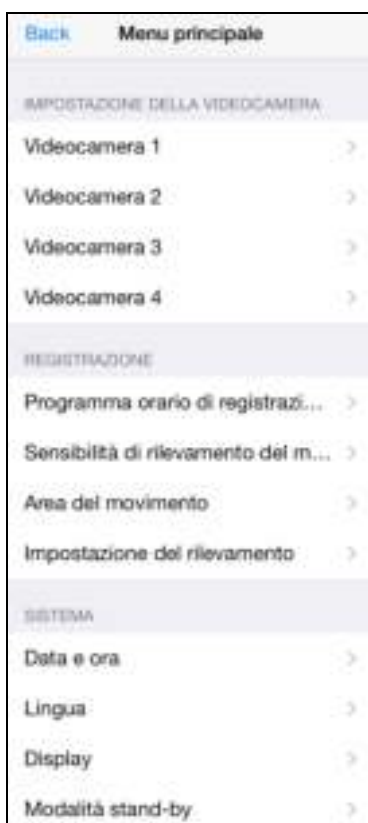 Back Menu principale
IMPOSTAZIONE DELLA VIDEOCAMERA
Videocamera 1
Videocamera 2
Videocamera 3
Videocamera 4
REGISTRAZIONE
Programma orario di registrazi...
Sensibilità di rilevamento del m...
Area del movimento
Impostazione del rilevamento
SISTEMA
Data e ora
Lingua
Display
Modalità stand-by